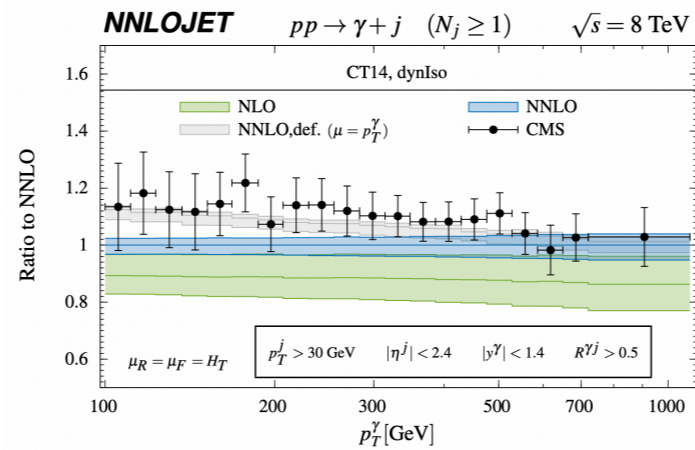 NNLOJET pp → γ + j (N_j ≥ 1) √s = 8 TeV
CT14, dynIso
NLO NNLO
NNLO,def. (μ = p_T^γ) CMS
Ratio to NNLO
1.6
1.4
1.2
1
0.8
0.6
μ_R = μ_F = H_T p_T^j > 30 GeV |η^j| < 2.4 |y^γ| < 1.4 R^γj > 0.5
100 200 300 500 700 1000
p_T^γ [GeV]